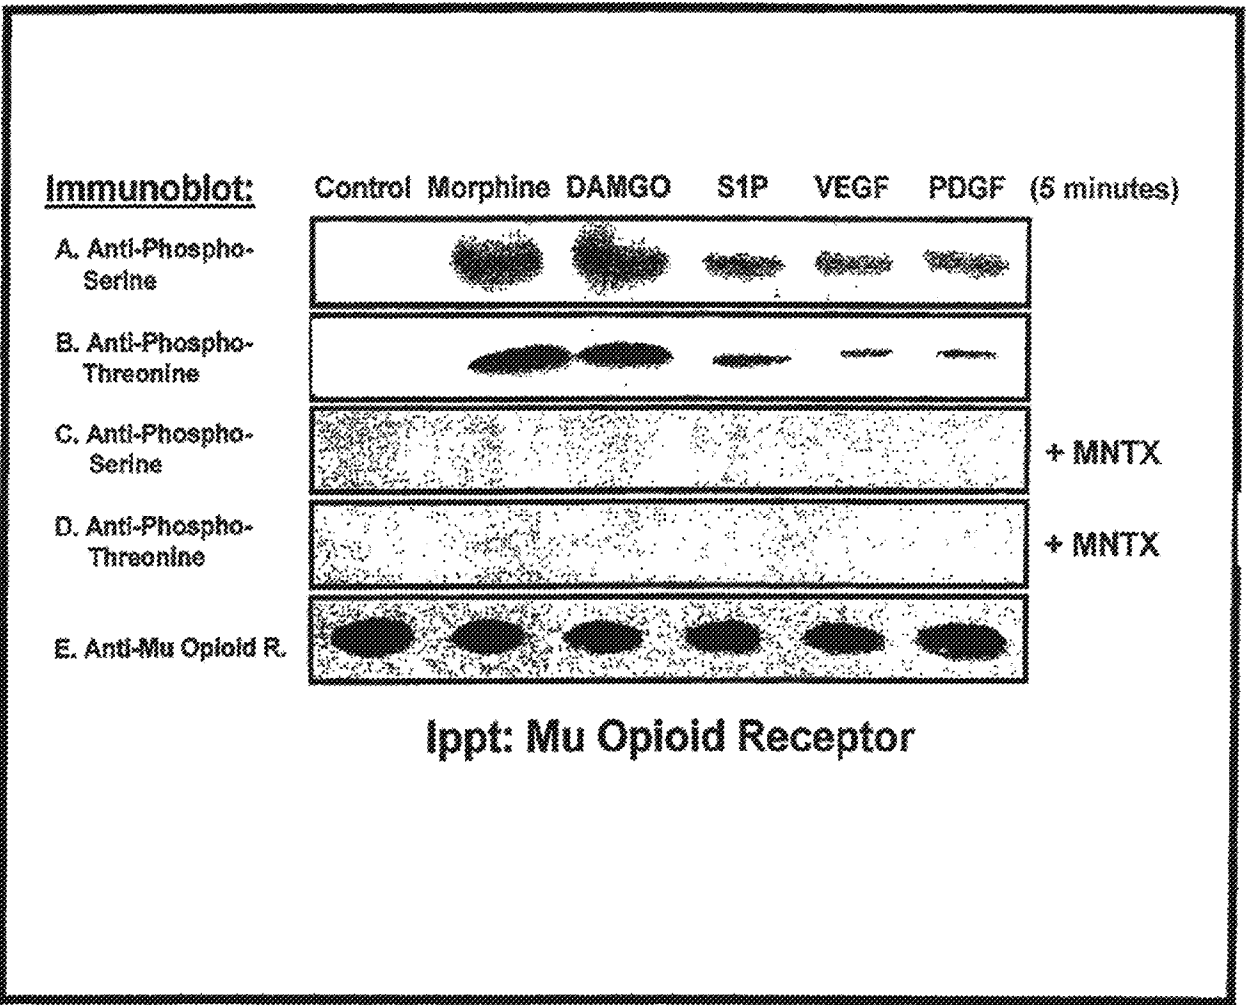 Immunoblot: Control Morphine DAMGO S1P VEGF PDGF (5 minutes)
A. Anti-Phospho-
Serine
B. Anti-Phospho-
Threonine
C. Anti-Phospho-
Serine
+ MNTX
D. Anti-Phospho-
Threonine
+ MNTX
E. Anti-Mu Opioid R.
Ippt: Mu Opioid Receptor